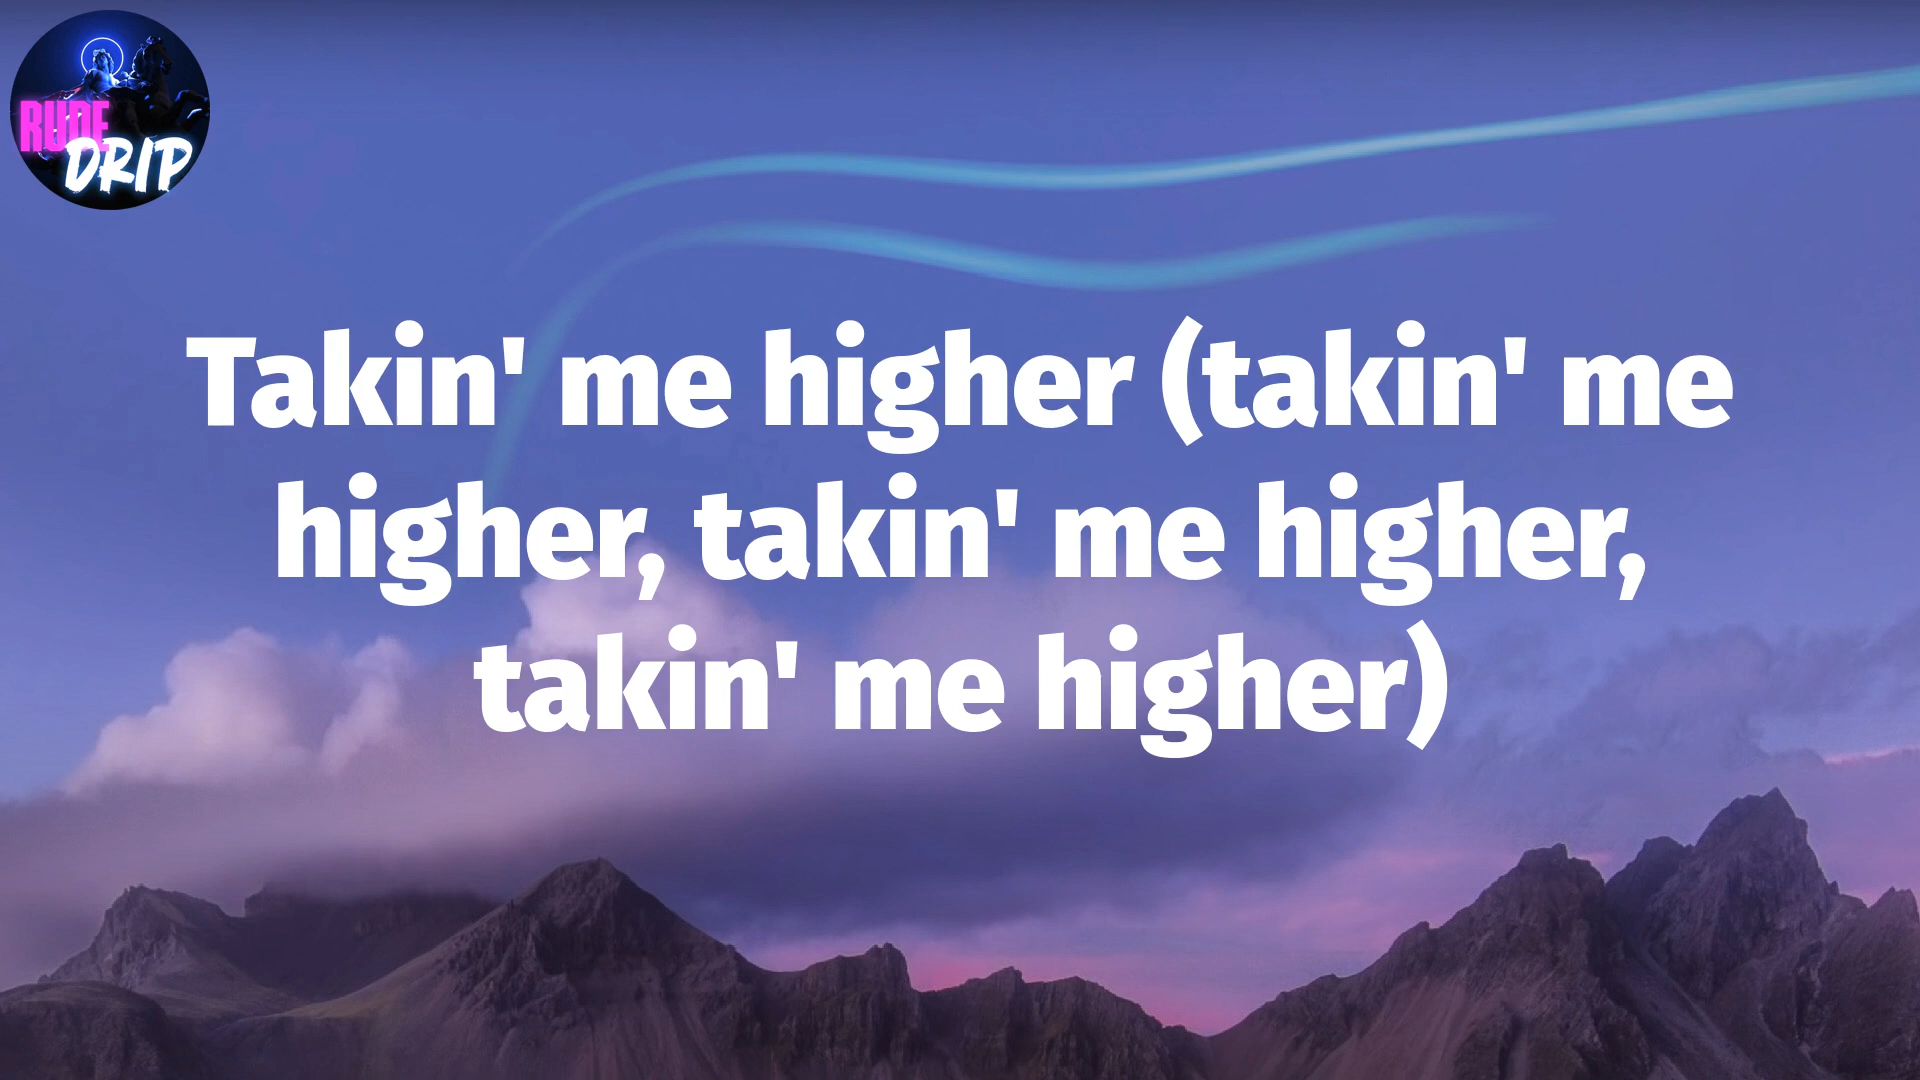 RUDE
DRIP
Takin' me higher (takin' me
higher, takin' me higher,
takin' me higher)